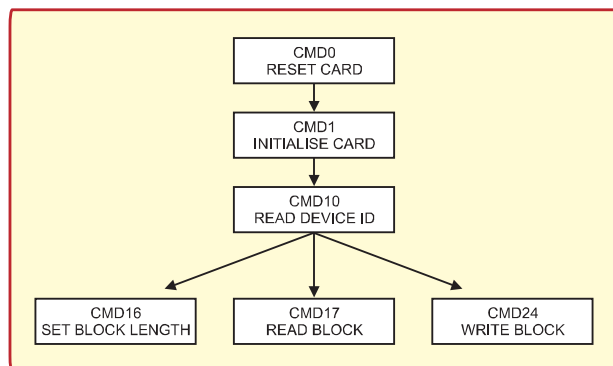 CMD0
RESET CARD
CMD1
INITIALISE CARD
CMD10
READ DEVICE ID
CMD16
SET BLOCK LENGTH
CMD17
READ BLOCK
CMD24
WRITE BLOCK